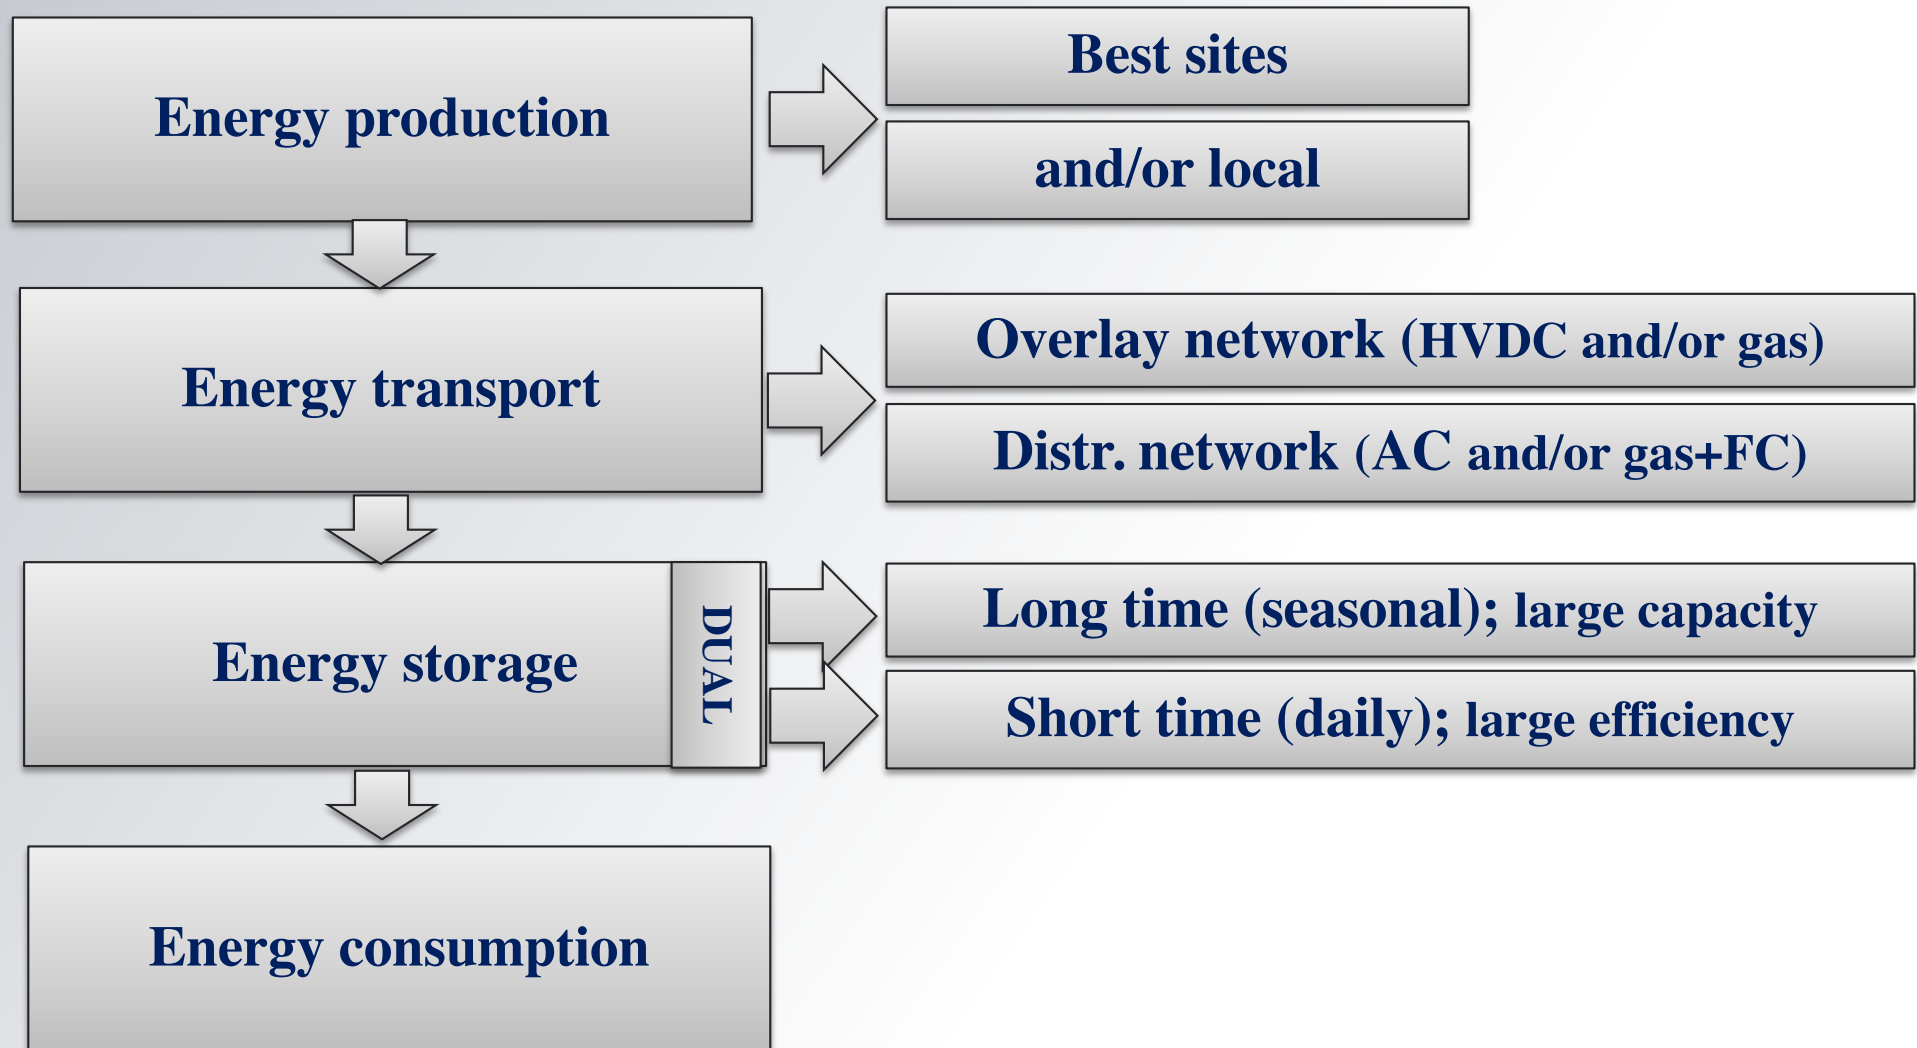 Energy production
Best sites
and/or local
Energy transport
Overlay network (HVDC and/or gas)
Distr. network (AC and/or gas+FC)
Energy storage
DUAL
Long time (seasonal); large capacity
Short time (daily); large efficiency
Energy consumption